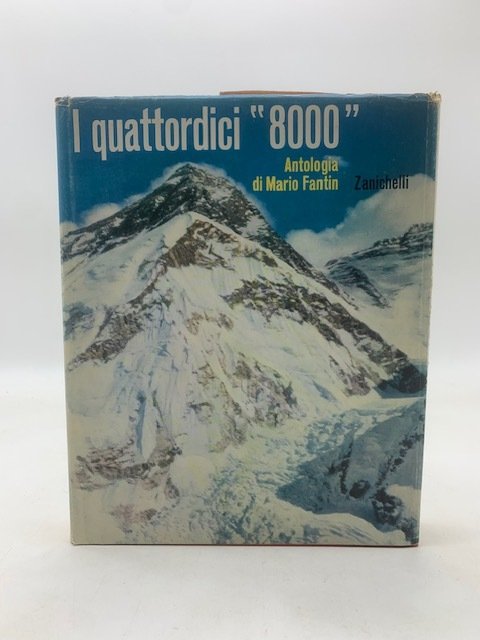 I quattordici "8000"
Antologia
di Mario Fantin Zanichelli